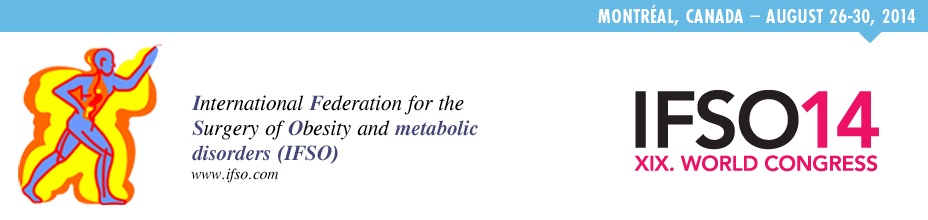 MONTRÉAL, CANADA – AUGUST 26-30, 2014
International Federation for the
Surgery of Obesity and metabolic
disorders (IFSO)
www.ifso.com
IFSO14
XIX. WORLD CONGRESS